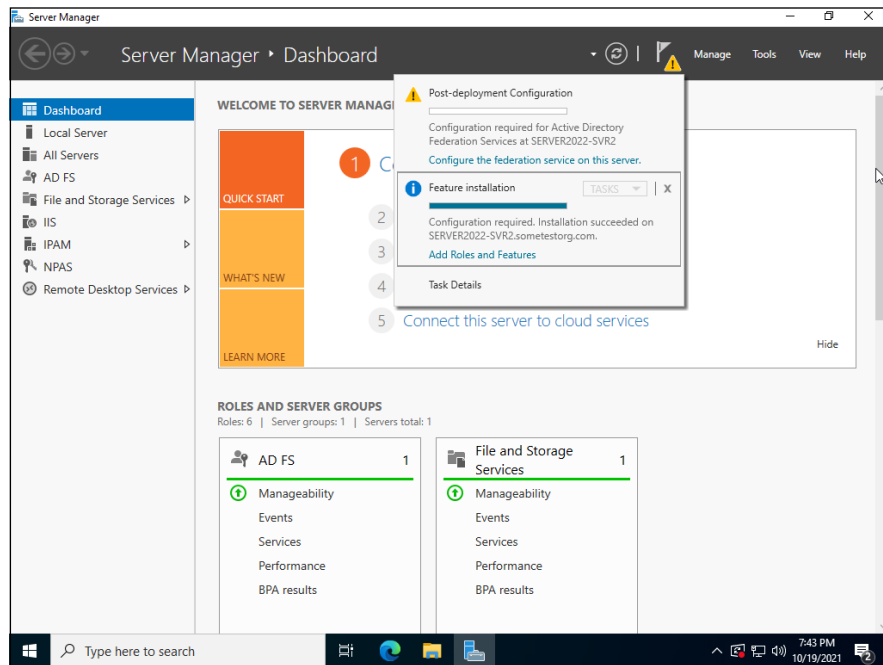 Server Manager
Server Manager • Dashboard
Manage Tools View Help
Dashboard
Local Server
All Servers
AD FS
File and Storage Services
IIS
IPAM
NPAS
Remote Desktop Services
WELCOME TO SERVER MANAG
QUICK START
WHAT'S NEW
LEARN MORE
1
2
3
4
5 Connect this server to cloud services
Hide
Post-deployment Configuration
Configuration required for Active Directory
Federation Services at SERVER2022-SVR2
Configure the federation service on this server.
Feature installation
TASKS
X
Configuration required. Installation succeeded on
SERVER2022-SVR2.sometestorg.com.
Add Roles and Features
Task Details
ROLES AND SERVER GROUPS
Roles: 6 | Server groups: 1 | Servers total: 1
AD FS 1
Manageability
Events
Services
Performance
BPA results
File and Storage
Services 1
Manageability
Events
Services
Performance
BPA results
Type here to search
7:43 PM
10/19/2021
2